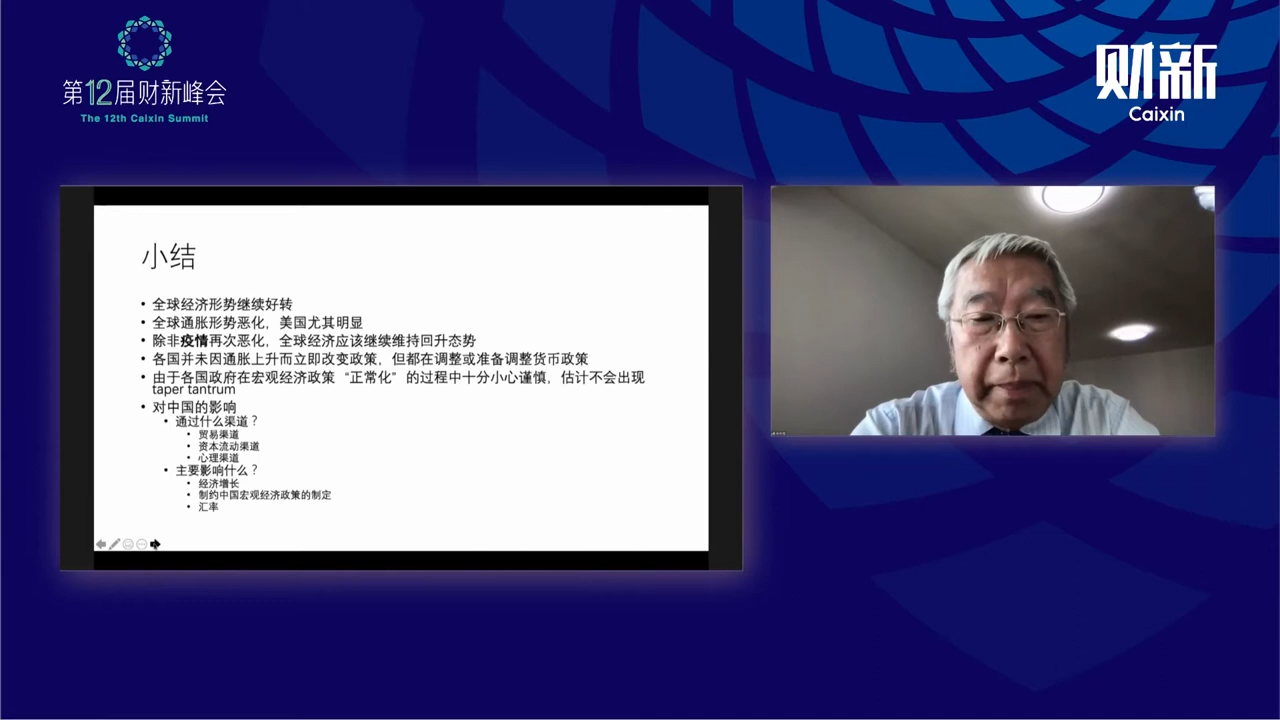 第12届财新峰会
The 12th Caixin Summit
财新
Caixin
小结
• 全球经济形势继续好转
• 全球通胀形势恶化，美国尤其明显
• 除非疫情再次恶化，全球经济应该继续维持回升态势
• 各国并未因通胀上升而立即改变政策，但都在调整或准备调整货币政策
• 由于各国政府在宏观经济政策“正常化”的过程中十分小心谨慎，估计不会出现
taper tantrum
• 对中国的影响
• 通过什么渠道？
• 贸易渠道
• 资本流动渠道
• 心理渠道
• 主要影响什么？
• 经济增长
• 制约中国宏观经济政策的制定
• 汇率